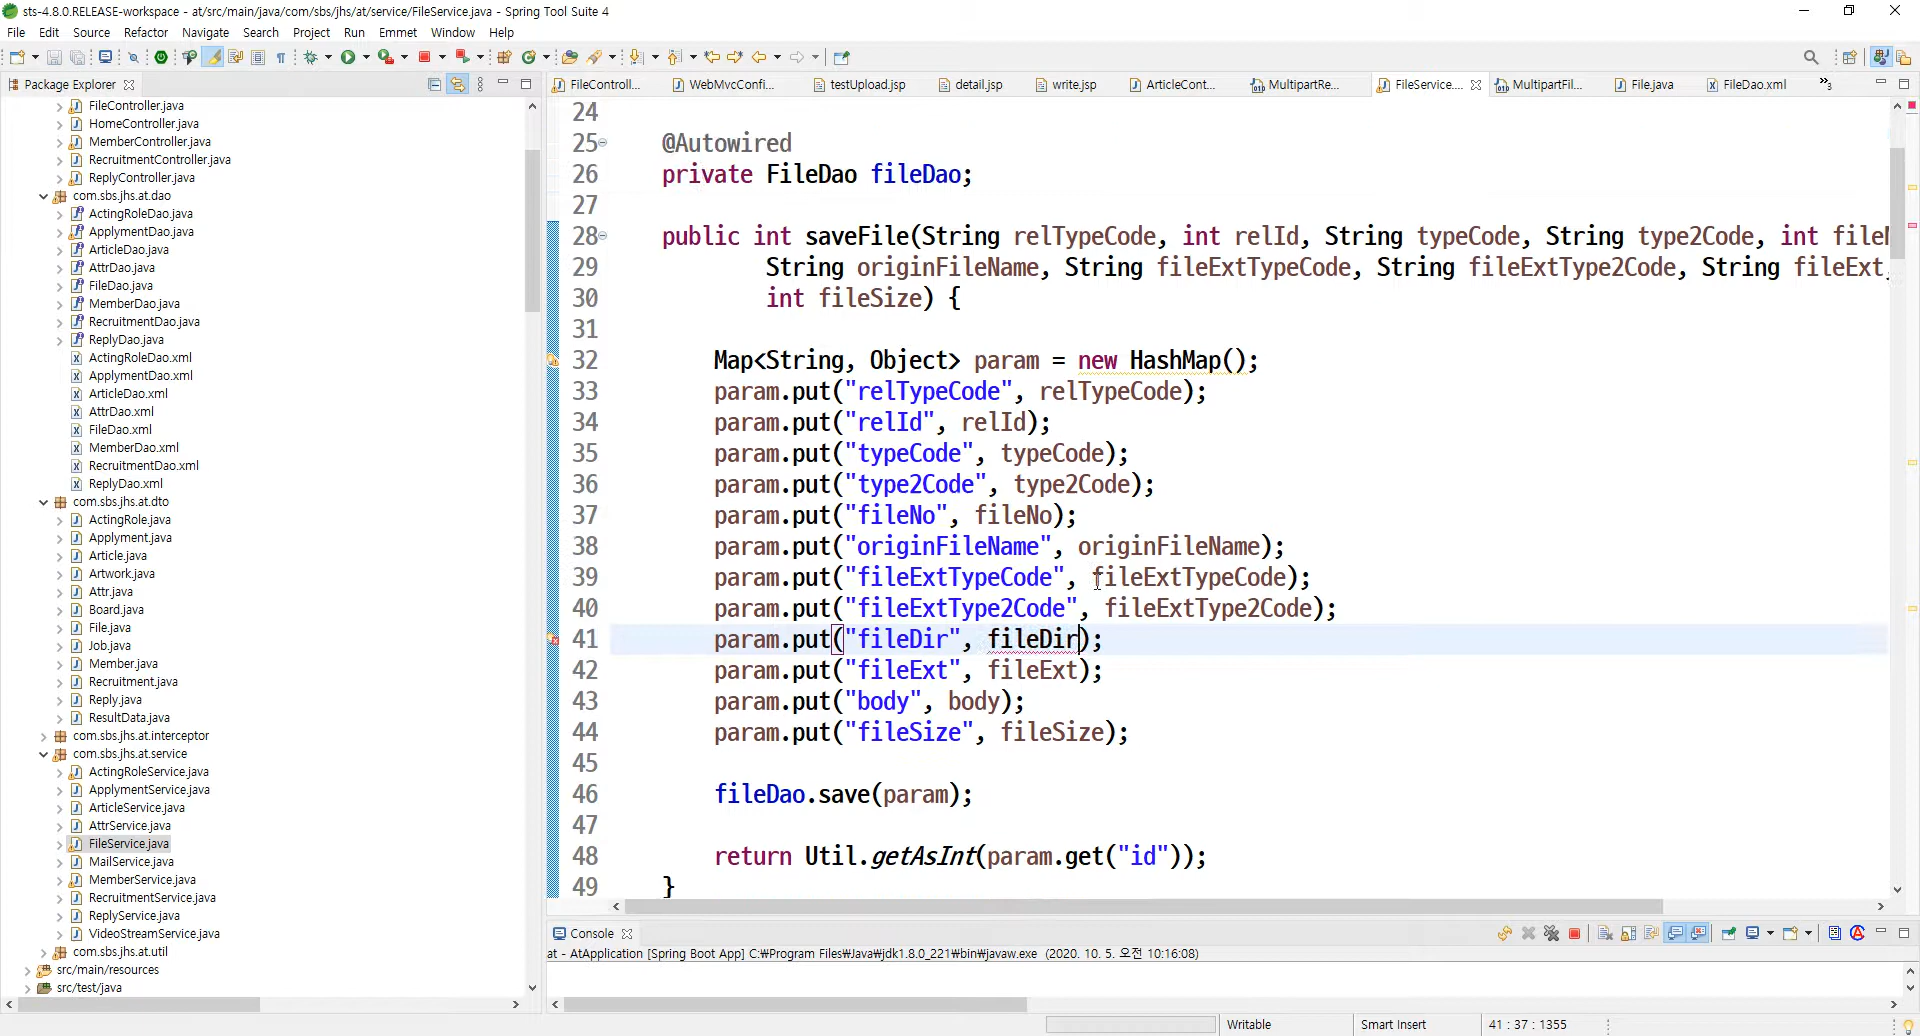 sts-4.8.0.RELEASE-workspace - at/src/main/java/com/sbs/jhs/at/service/FileService.java - Spring Tool Suite 4
File Edit Source Refactor Navigate Search Project Run Emmet Window Help
Package Explorer
FileController.java
HomeController.java
MemberController.java
RecruitmentController.java
ReplyController.java
com.sbs.jhs.at.dao
ActingRoleDao.java
ApplymentDao.java
ArticleDao.java
AttrDao.java
FileDao.java
MemberDao.java
RecruitmentDao.java
ReplyDao.java
ActingRoleDao.xml
ApplymentDao.xml
ArticleDao.xml
AttrDao.xml
FileDao.xml
MemberDao.xml
RecruitmentDao.xml
ReplyDao.xml
com.sbs.jhs.at.dto
ActingRole.java
Applyment.java
Article.java
Artwork.java
Attr.java
Board.java
File.java
Job.java
Member.java
Recruitment.java
Reply.java
ResultData.java
com.sbs.jhs.at.interceptor
com.sbs.jhs.at.service
ActingRoleService.java
ApplymentService.java
ArticleService.java
AttrService.java
FileService.java
MailService.java
MemberService.java
RecruitmentService.java
ReplyService.java
VideoStreamService.java
com.sbs.jhs.at.util
src/main/resources
src/test/java
FileControll... WebMvcConfi... testUpload.jsp detail.jsp write.jsp ArticleCont... MultipartRe... FileService.... MultipartFil... File.java FileDao.xml »3
24
25 @Autowired
26 private FileDao fileDao;
27
28 public int saveFile(String relTypeCode, int relId, String typeCode, String type2Code, int file
29 String originFileName, String fileExtTypeCode, String fileExtType2Code, String fileExt,
30 int fileSize) {
31
32 Map<String, Object> param = new HashMap();
33 param.put("relTypeCode", relTypeCode);
34 param.put("relId", relId);
35 param.put("typeCode", typeCode);
36 param.put("type2Code", type2Code);
37 param.put("fileNo", fileNo);
38 param.put("originFileName", originFileName);
39 param.put("fileExtTypeCode", fileExtTypeCode);
40 param.put("fileExtType2Code", fileExtType2Code);
41 param.put("fileDir", fileDir);
42 param.put("fileExt", fileExt);
43 param.put("body", body);
44 param.put("fileSize", fileSize);
45
46 fileDao.save(param);
47
48 return Util.getAsInt(param.get("id"));
49 }
Console
at - AtApplication [Spring Boot App] C:₩Program Files₩Java₩jdk1.8.0_221₩bin₩javaw.exe (2020. 10. 5. 오전 10:16:08)
Writable Smart Insert 41 : 37 : 1355